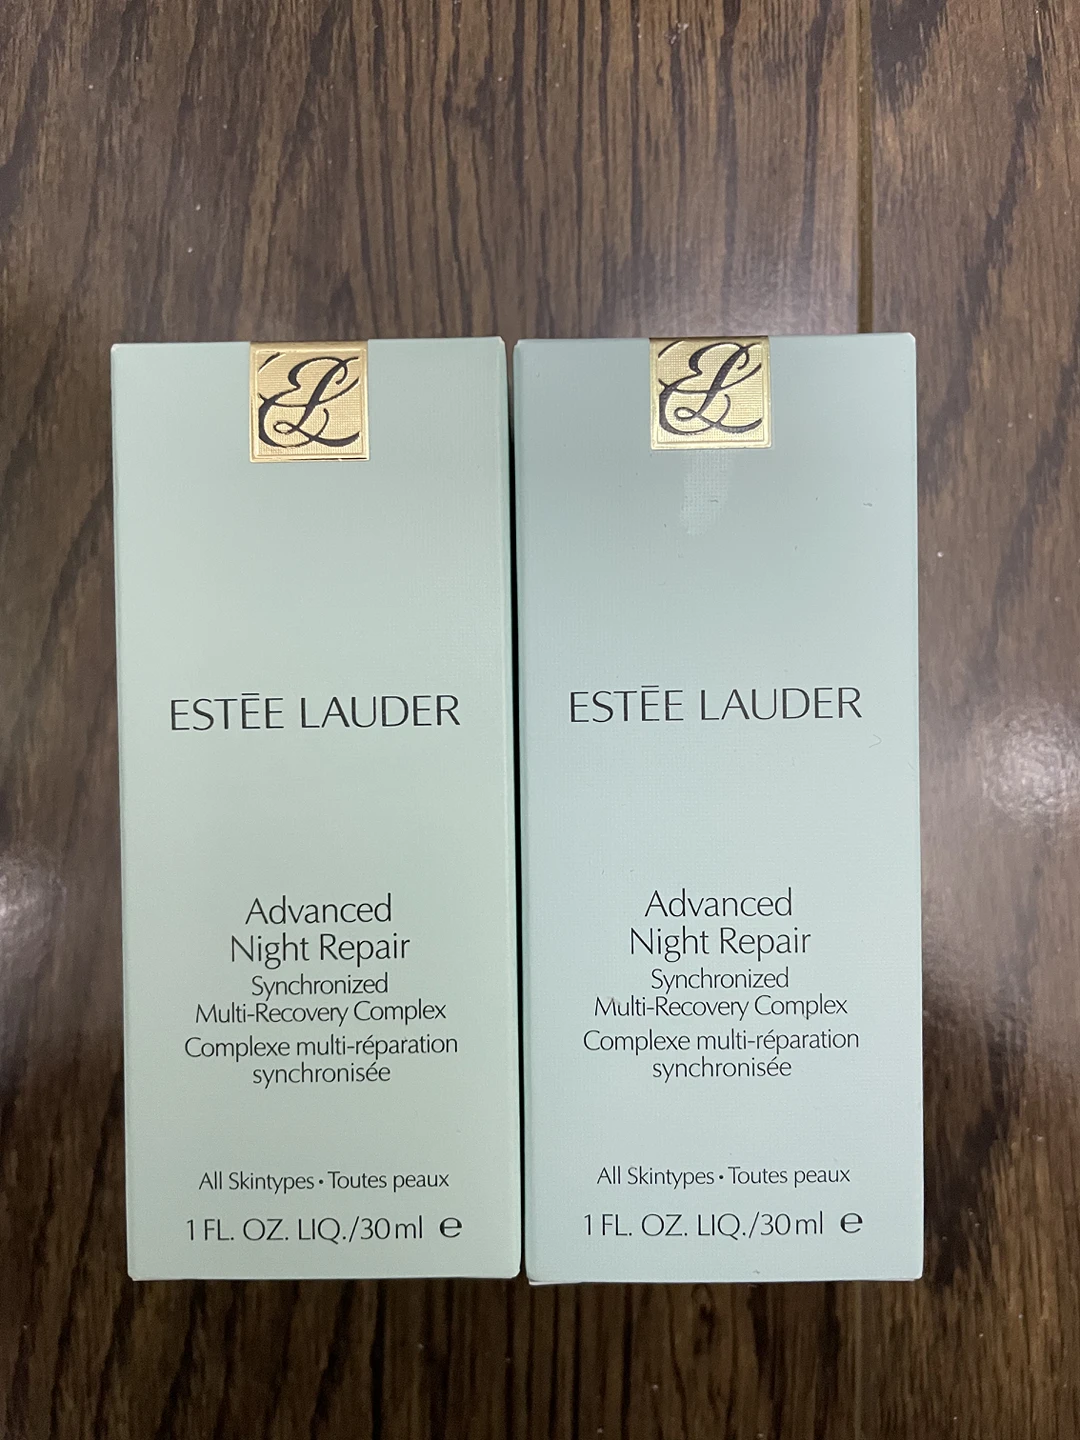 EL
ESTĒE LAUDER
Advanced
Night Repair
Synchronized
Multi-Recovery Complex
Complexe multi-réparation
synchronisée
All Skintypes • Toutes peaux
1 FL. OZ. LIQ./30 ml ℮
EL
ESTĒE LAUDER
Advanced
Night Repair
Synchronized
Multi-Recovery Complex
Complexe multi-réparation
synchronisée
All Skintypes • Toutes peaux
1 FL. OZ. LIQ./30 ml ℮